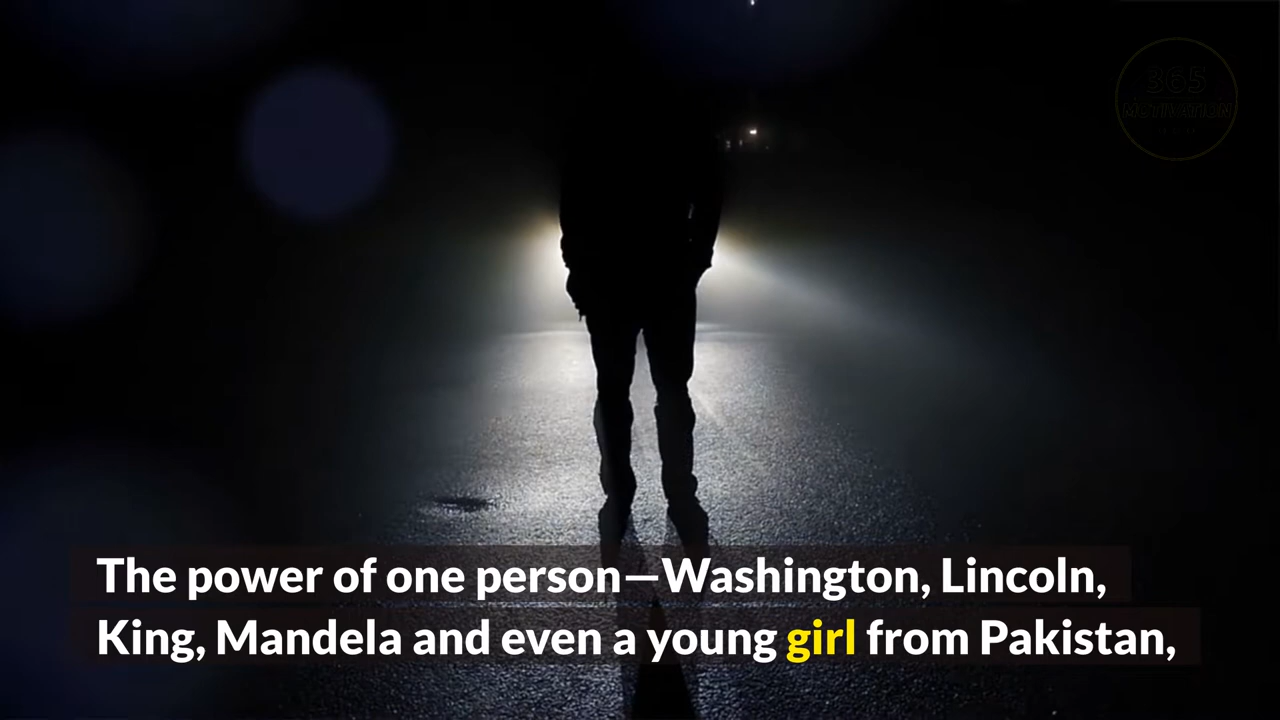 365
MOTIVATION
The power of one person—Washington, Lincoln,
King, Mandela and even a young girl from Pakistan,